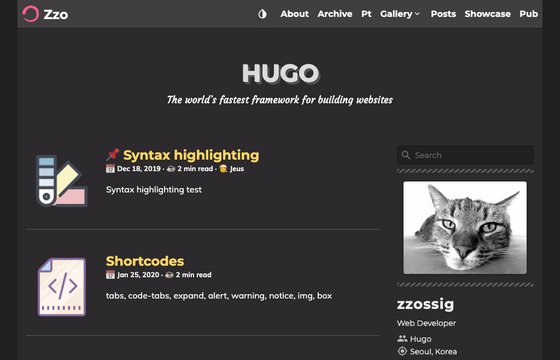 Zzo
About Archive Pt Gallery Posts Showcase Pub
HUGO
The world's fastest framework for building websites
📌 Syntax highlighting
Dec 18, 2019 · 2 min read · Jeus
Syntax highlighting test
Search
Shortcodes
Jan 25, 2020 · 2 min read
tabs, code-tabs, expand, alert, warning, notice, img, box
zzossig
Web Developer
Hugo
Seoul, Korea